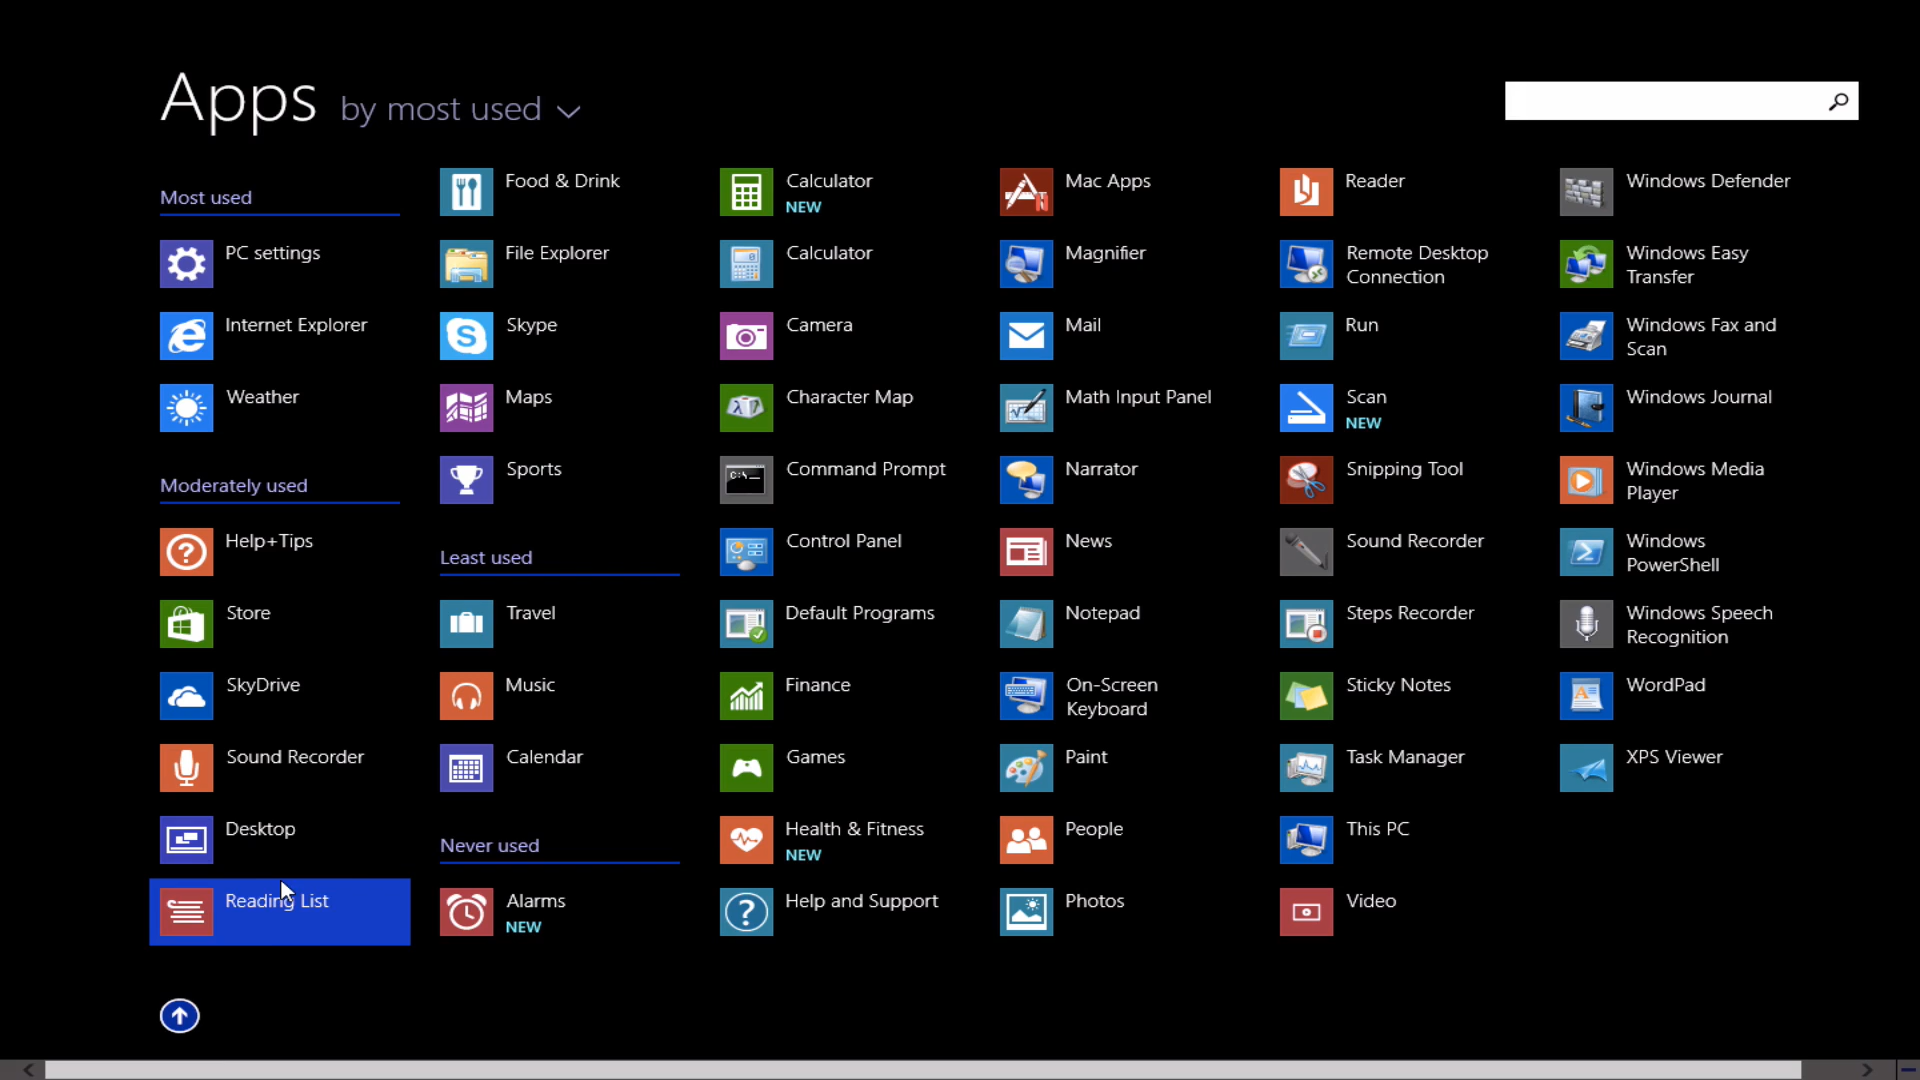 Apps by most used
Most used
PC settings
Internet Explorer
Weather
Moderately used
Help+Tips
Store
SkyDrive
Sound Recorder
Desktop
Reading List
Food & Drink
File Explorer
Skype
Maps
Sports
Least used
Travel
Music
Calendar
Never used
Alarms
NEW
Calculator
NEW
Calculator
Camera
Character Map
Command Prompt
Control Panel
Default Programs
Finance
Games
Health & Fitness
NEW
Help and Support
Mac Apps
Magnifier
Mail
Math Input Panel
Narrator
News
Notepad
On-Screen
Keyboard
Paint
People
Photos
Reader
Remote Desktop
Connection
Run
Scan
NEW
Snipping Tool
Sound Recorder
Steps Recorder
Sticky Notes
Task Manager
This PC
Video
Windows Defender
Windows Easy
Transfer
Windows Fax and
Scan
Windows Journal
Windows Media
Player
Windows
PowerShell
Windows Speech
Recognition
WordPad
XPS Viewer